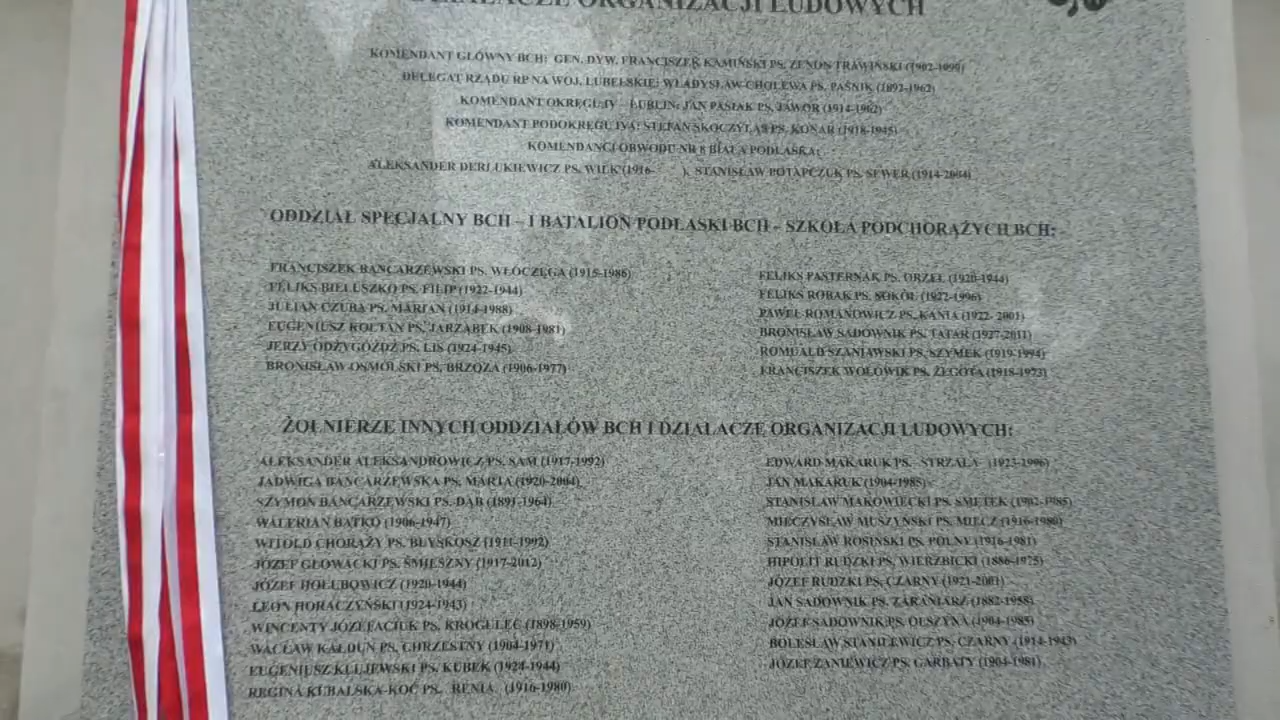 DZIAŁACZE ORGANIZACJI LUDOWYCH
KOMENDANT GŁÓWNY BCH: GEN. DYW. FRANCISZEK KAMIŃSKI PS. ZENON TRAWIŃSKI (1902-1999)
DELEGAT RZĄDU RP NA WOJ. LUBELSKIE: WŁADYSŁAW CHOLEWA PS. PAŚNIK (1892-1962)
KOMENDANT OKRĘGU IV – LUBLIN: JAN PASIAK PS. JAWOR (1914-1962)
KOMENDANT PODOKRĘGU IVA: STEFAN SKOCZYLAS PS. KONAR (1918-1945)
KOMENDANCI OBWODU NR 8 BIAŁA PODLASKA:
ALEKSANDER DERLUKIEWICZ PS. WILK (1916- ), STANISŁAW POTAPCZUK PS. SEWER (1914-2004)
ODDZIAŁ SPECJALNY BCH – I BATALION PODLASKI BCH – SZKOŁA PODCHORĄŻYCH BCH:
FRANCISZEK BANCARZEWSKI PS. WŁÓCZĘGA (1915-1986)
FELIKS BIELUSZKO PS. FILIP (1922-1944)
JULIAN CZUBA PS. MARIAN (1914-1988)
EUGENIUSZ KOŁTAN PS. JARZĄBEK (1908-1981)
JERZY ODZYGÓŹDŹ PS. LIS (1924-1945)
BRONISŁAW OSMÓLSKI PS. BRZOZA (1906-1977)
FELIKS PASTERNAK PS. ORZEŁ (1920-1944)
FELIKS ROBAK PS. SOKÓŁ (1922-1996)
PAWEŁ ROMANOWICZ PS. KANIA (1922- 2001)
BRONISŁAW SADOWNIK PS. TATAR (1927-2011)
ROMUALD SZANIAWSKI PS. SZYMEK (1919-1994)
FRANCISZEK WOŁOWIK PS. ŻEGOTA (1918-1973)
ŻOŁNIERZE INNYCH ODDZIAŁÓW BCH I DZIAŁACZE ORGANIZACJI LUDOWYCH:
ALEKSANDER ALEKSANDROWICZ PS. SAM (1917-1992)
JADWIGA BANCARZEWSKA PS. MARTA (1920-2004)
SZYMON BANCARZEWSKI PS. DĄB (1891-1964)
WALERIAN BATKO (1906-1947)
WITOLD CHORĄŻY PS. BŁYSKOSZ (1911-1992)
JÓZEF GŁOWACKI PS. ŚMIESZNY (1917-2012)
JÓZEF HOŁUBOWICZ (1920-1944)
LEON HORACZYŃSKI (1924-1943)
WINCENTY JÓZEFACIUK PS. KROGULEC (1898-1959)
WACŁAW KAŁDUN PS. CHRZESTNY (1904-1971)
EUGENIUSZ KLUJEWSKI PS. KUBEK (1924-1944)
REGINA KUBALSKA-KOĆ PS. RENIA (1916-1980)
EDWARD MAKARUK PS. STRZAŁA (1923-1996)
JAN MAKARUK (1904-1985)
STANISŁAW MAKOWIECKI PS. SMĘTEK (1902-1985)
MIECZYSŁAW MUSZYŃSKI PS. MIECZ (1916-1980)
STANISŁAW ROSIŃSKI PS. POLNY (1916-1981)
HIPOLIT RUDZKI PS. WIERZBICKI (1886-1975)
JÓZEF RUDZKI PS. CZARNY (1921-2001)
JAN SADOWNIK PS. ZARANIARZ (1882-1958)
JÓZEF SADOWNIK PS. OLSZYNA (1904-1985)
BOLESŁAW STANILEWICZ PS. CZARNY (1914-1943)
JÓZEF ZANIEWICZ PS. GARBATY (1904-1981)